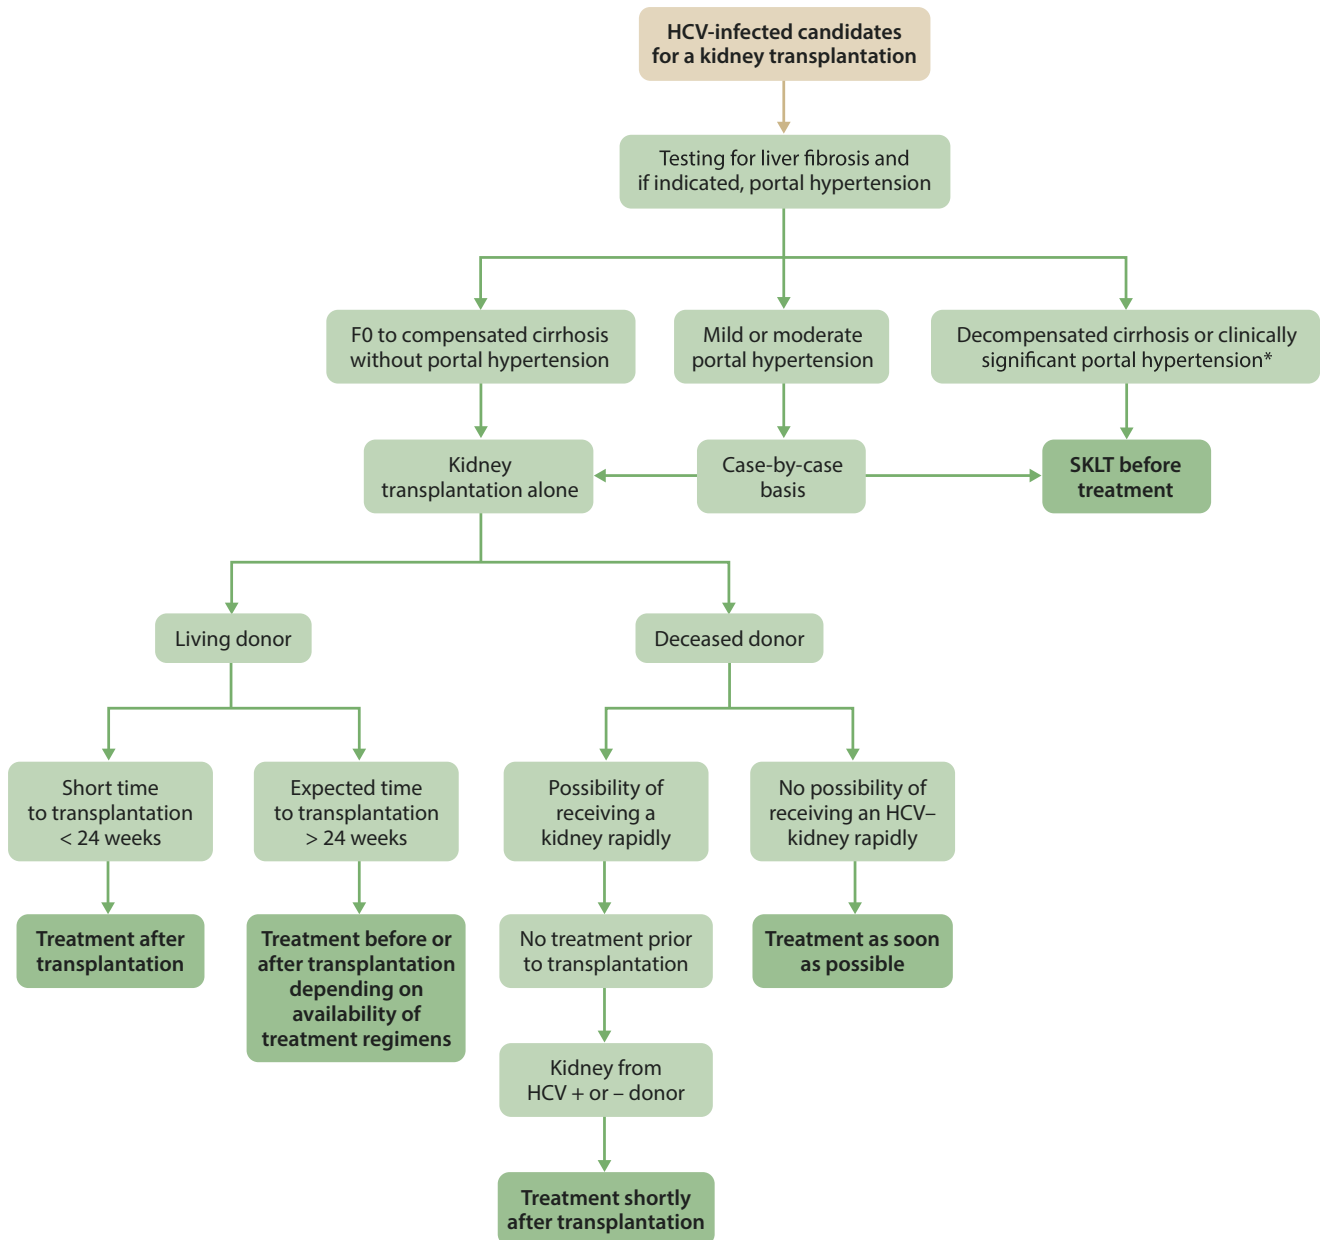 HCV-infected candidates
for a kidney transplantation
Testing for liver fibrosis and
if indicated, portal hypertension
F0 to compensated cirrhosis
without portal hypertension
Mild or moderate
portal hypertension
Decompensated cirrhosis or clinically
significant portal hypertension*
Kidney
transplantation alone
Case-by-case
basis
SKLT before
treatment
Living donor
Deceased donor
Short time
to transplantation
< 24 weeks
Expected time
to transplantation
> 24 weeks
Possibility of
receiving a
kidney rapidly
No possibility of
receiving an HCV–
kidney rapidly
Treatment after
transplantation
Treatment before or
after transplantation
depending on
availability of
treatment regimens
No treatment prior
to transplantation
Treatment as soon
as possible
Kidney from
HCV + or – donor
Treatment shortly
after transplantation